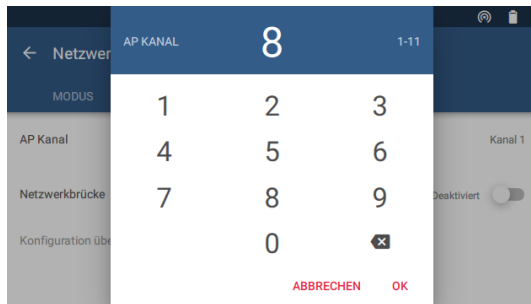 AP KANAL 8 1-11
← Netzwer
MODUS
1 2 3
AP Kanal Kanal 1
4 5 6
Netzwerkbrücke 7 8 9 Deaktiviert
Konfiguration übe
0
ABBRECHEN OK